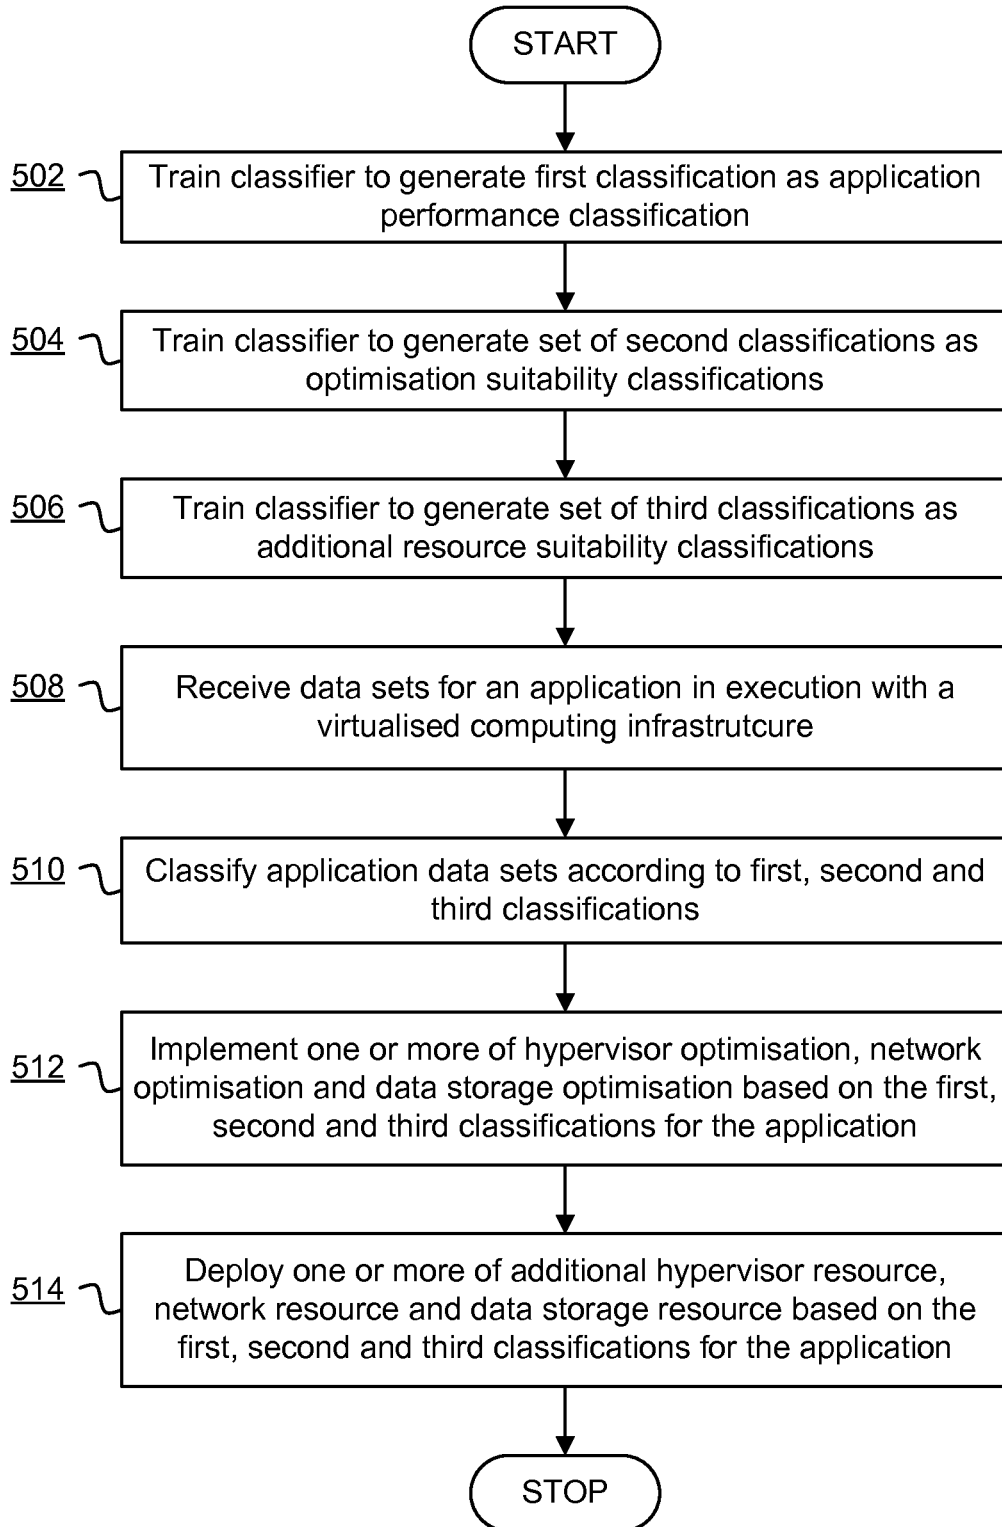 START
502
Train classifier to generate first classification as application
performance classification
504
Train classifier to generate set of second classifications as
optimisation suitability classifications
506
Train classifier to generate set of third classifications as
additional resource suitability classifications
508
Receive data sets for an application in execution with a
virtualised computing infrastrutcure
510
Classify application data sets according to first, second and
third classifications
512
Implement one or more of hypervisor optimisation, network
optimisation and data storage optimisation based on the first,
second and third classifications for the application
514
Deploy one or more of additional hypervisor resource,
network resource and data storage resource based on the
first, second and third classifications for the application
STOP